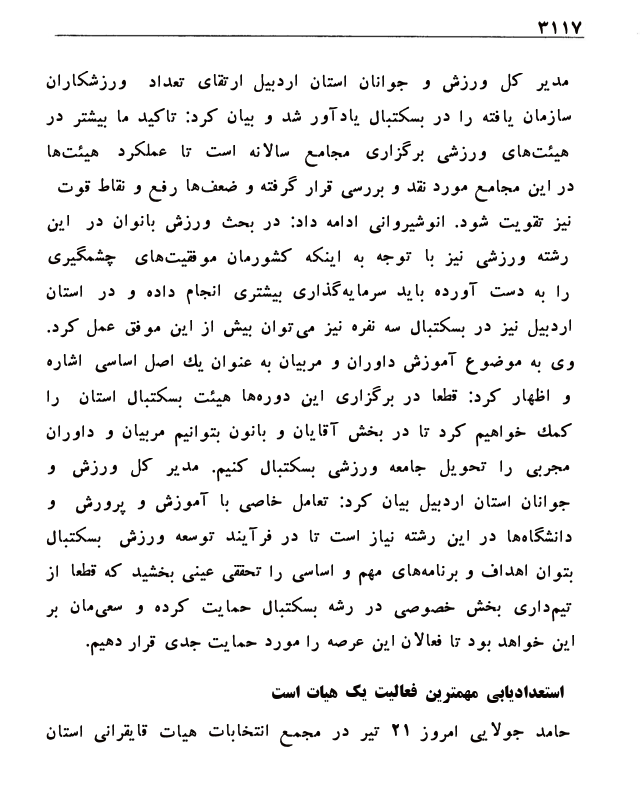 ۳۱۱۷
مدیر کل ورزش و جوانان استان اردبیل ارتقای تعداد ورزشکاران
سازمان یافته را در بسکتبال یادآور شد و بیان کرد: تاکید ما بیشتر در
هیئت‌های ورزشی برگزاری مجامع سالانه است تا عملکرد هیئت‌ها
در این مجامع مورد نقد و بررسی قرار گرفته و ضعف‌ها رفع و نقاط قوت
نیز تقویت شود. انوشیروانی ادامه داد: در بحث ورزش بانوان در این
رشته ورزشی نیز با توجه به اینکه کشورمان موفقیت‌های چشمگیری
را به دست آورده باید سرمایه‌گذاری بیشتری انجام داده و در استان
اردبیل نیز در بسکتبال سه نفره نیز می‌توان بیش از این موفق عمل کرد.
وی به موضوع آموزش داوران و مربیان به عنوان یك اصل اساسی اشاره
و اظهار کرد: قطعا در برگزاری این دوره‌ها هیئت بسکتبال استان را
کمك خواهیم کرد تا در بخش آقایان و بانون بتوانیم مربیان و داوران
مجربی را تحویل جامعه ورزشی بسکتبال کنیم. مدیر کل ورزش و
جوانان استان اردبیل بیان کرد: تعامل خاصی با آموزش و پرورش و
دانشگاه‌ها در این رشته نیاز است تا در فرآیند توسعه ورزش بسکتبال
بتوان اهداف و برنامه‌های مهم و اساسی را تحققی عینی بخشید که قطعا از
تیم‌داری بخش خصوصی در رشه بسکتبال حمایت کرده و سعی‌مان بر
این خواهد بود تا فعالان این عرصه را مورد حمایت جدی قرار دهیم.
استعدادیابی مهمترین فعالیت یک هیات است
حامد جولایی امروز ۲۱ تیر در مجمع انتخابات هیات قایقرانی استان